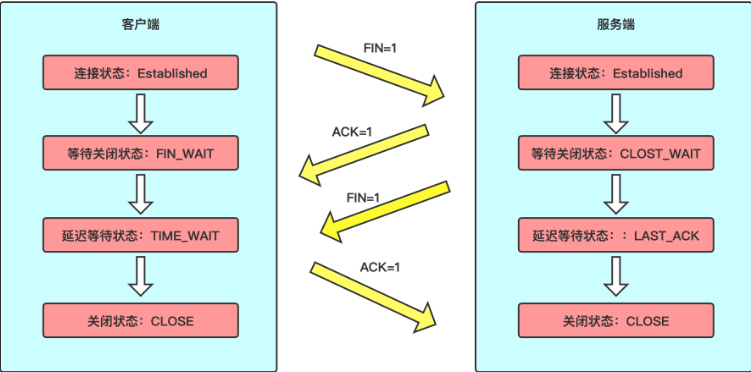 客户端
连接状态：Established
等待关闭状态：FIN_WAIT
延迟等待状态：TIME_WAIT
关闭状态：CLOSE
FIN=1
ACK=1
FIN=1
ACK=1
服务端
连接状态：Established
等待关闭状态：CLOST_WAIT
延迟等待状态：：LAST_ACK
关闭状态：CLOSE